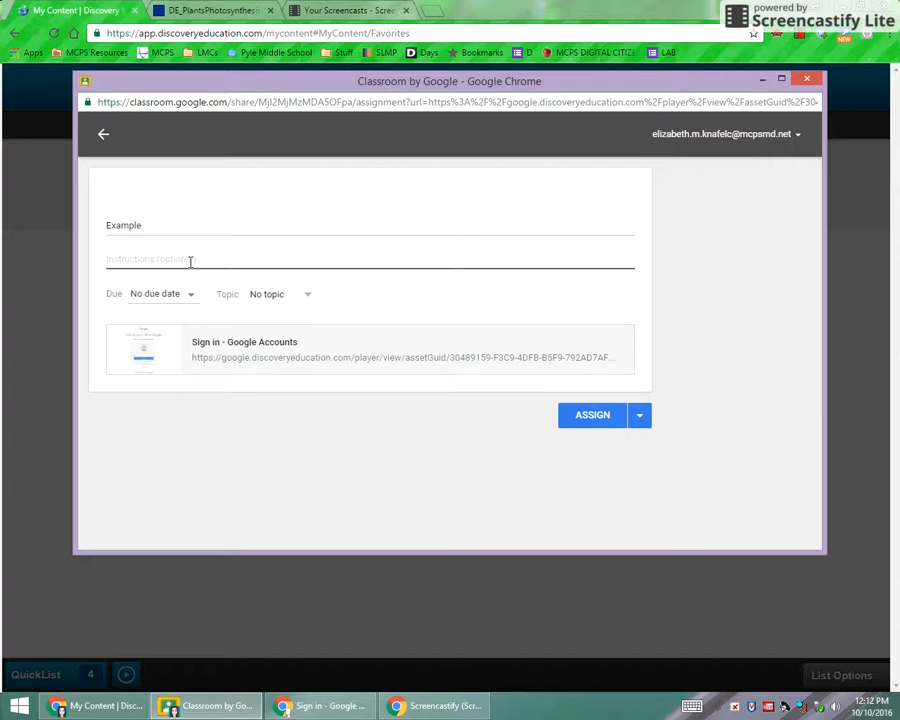 My Content | Discovery
DE_PlantsPhotosynthesis
Your Screencasts - Scree
powered by
Screencastify Lite
https://app.discoveryeducation.com/mycontent#MyContent/Favorites
NEW
Apps MCPS Resources MCPS LMCs Pyle Middle School Stuff SLMP Days Bookmarks D MCPS DIGITAL CITIZ LAB
Classroom by Google - Google Chrome
https://classroom.google.com/share/MjI2MjMzMDA5OFpa/assignment?url=https%3A%2F%2Fgoogle.discoveryeducation.com%2Fplayer%2Fview%2FassetGuid%2F304
elizabeth.m.knafelc@mcpsmd.net
Example
Instructions (optional)
Due No due date Topic No topic
Sign in - Google Accounts
https://google.discoveryeducation.com/player/view/assetGuid/30489159-F3C9-4DFB-B5F9-792AD7AF...
ASSIGN
QuickList 4
List Options
My Content | Disc...
Classroom by Go...
Sign in - Google ...
Screencastify (Scr...
12:12 PM
10/10/2016